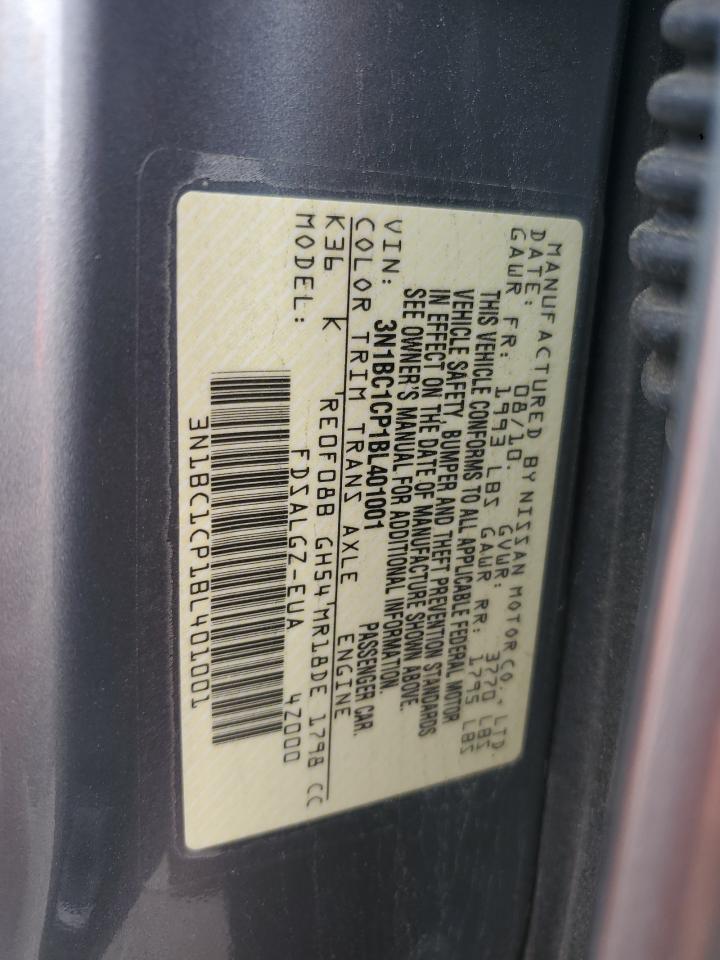 MANUFACTURED BY NISSAN MOTOR CO., LTD.
DATE: 08/10. GVWR: 3770 LBS
GAWR FR: 1993 LBS GAWR RR: 1795 LBS
THIS VEHICLE CONFORMS TO ALL APPLICABLE FEDERAL MOTOR
VEHICLE SAFETY, BUMPER AND THEFT PREVENTION STANDARDS
IN EFFECT ON THE DATE OF MANUFACTURE SHOWN ABOVE.
SEE OWNER'S MANUAL FOR ADDITIONAL INFORMATION.
VIN: 3N1BC1CP1BL401001 PASSENGER CAR.
COLOR TRIM TRANS AXLE ENGINE
K36 K RE0F08B GH54 MR18DE 1798 CC
MODEL: FDSALGZ-EUA 4Z000
3N1BC1CP1BL401001